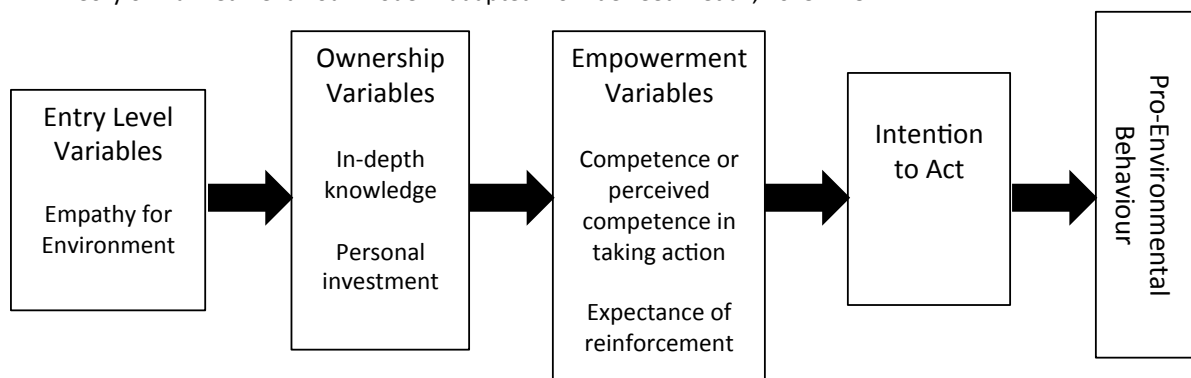 Entry Level
Variables
Empathy for
Environment
Ownership
Variables
In-depth
knowledge
Personal
investment
Empowerment
Variables
Competence or
perceived
competence in
taking action
Expectance of
reinforcement
Intention
to Act
Pro-Environmental
Behaviour